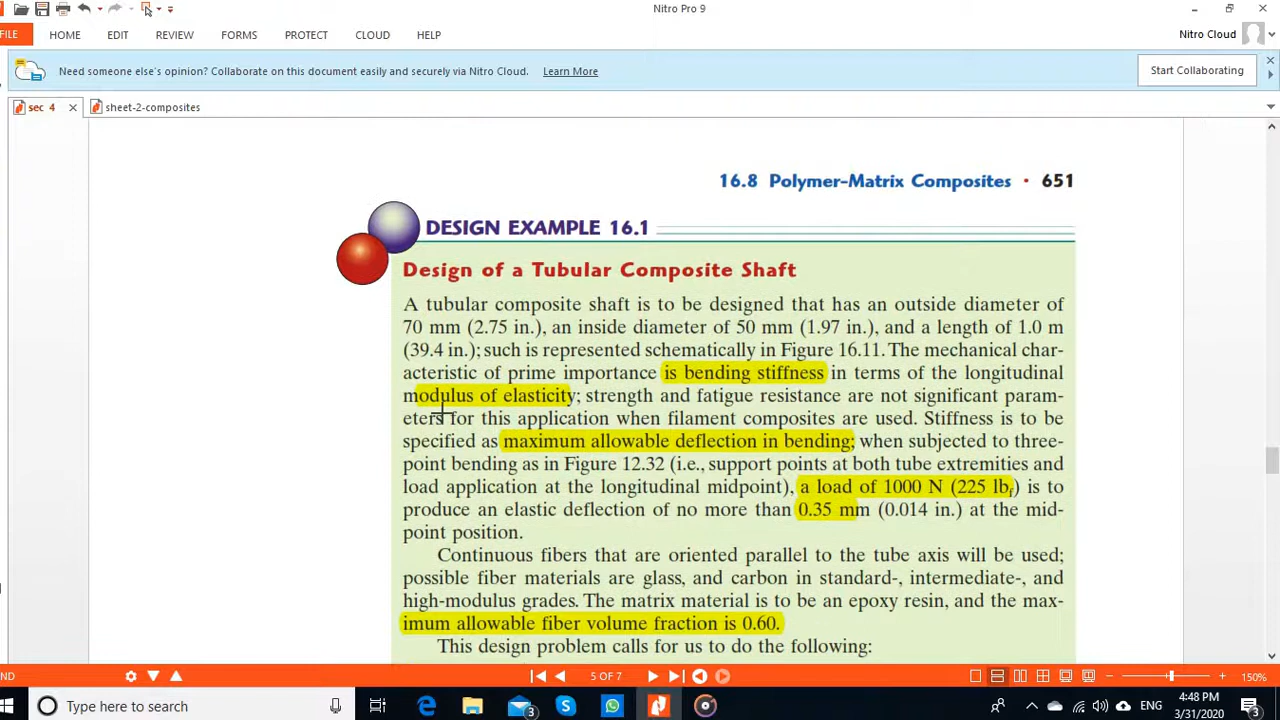 Nitro Pro 9
FILE
HOME
EDIT
REVIEW
FORMS
PROTECT
CLOUD
HELP
Nitro Cloud
Need someone else's opinion? Collaborate on this document easily and securely via Nitro Cloud. Learn More
Start Collaborating
sec 4
sheet-2-composites
16.8 Polymer-Matrix Composites • 651
DESIGN EXAMPLE 16.1
Design of a Tubular Composite Shaft
A tubular composite shaft is to be designed that has an outside diameter of
70 mm (2.75 in.), an inside diameter of 50 mm (1.97 in.), and a length of 1.0 m
(39.4 in.); such is represented schematically in Figure 16.11. The mechanical char-
acteristic of prime importance is bending stiffness in terms of the longitudinal
modulus of elasticity; strength and fatigue resistance are not significant param-
eters for this application when filament composites are used. Stiffness is to be
specified as maximum allowable deflection in bending; when subjected to three-
point bending as in Figure 12.32 (i.e., support points at both tube extremities and
load application at the longitudinal midpoint), a load of 1000 N (225 lbf) is to
produce an elastic deflection of no more than 0.35 mm (0.014 in.) at the mid-
point position.
Continuous fibers that are oriented parallel to the tube axis will be used;
possible fiber materials are glass, and carbon in standard-, intermediate-, and
high-modulus grades. The matrix material is to be an epoxy resin, and the max-
imum allowable fiber volume fraction is 0.60.
This design problem calls for us to do the following:
ND
5 OF 7
150%
Type here to search
3
ENG
4:48 PM
3/31/2020
3